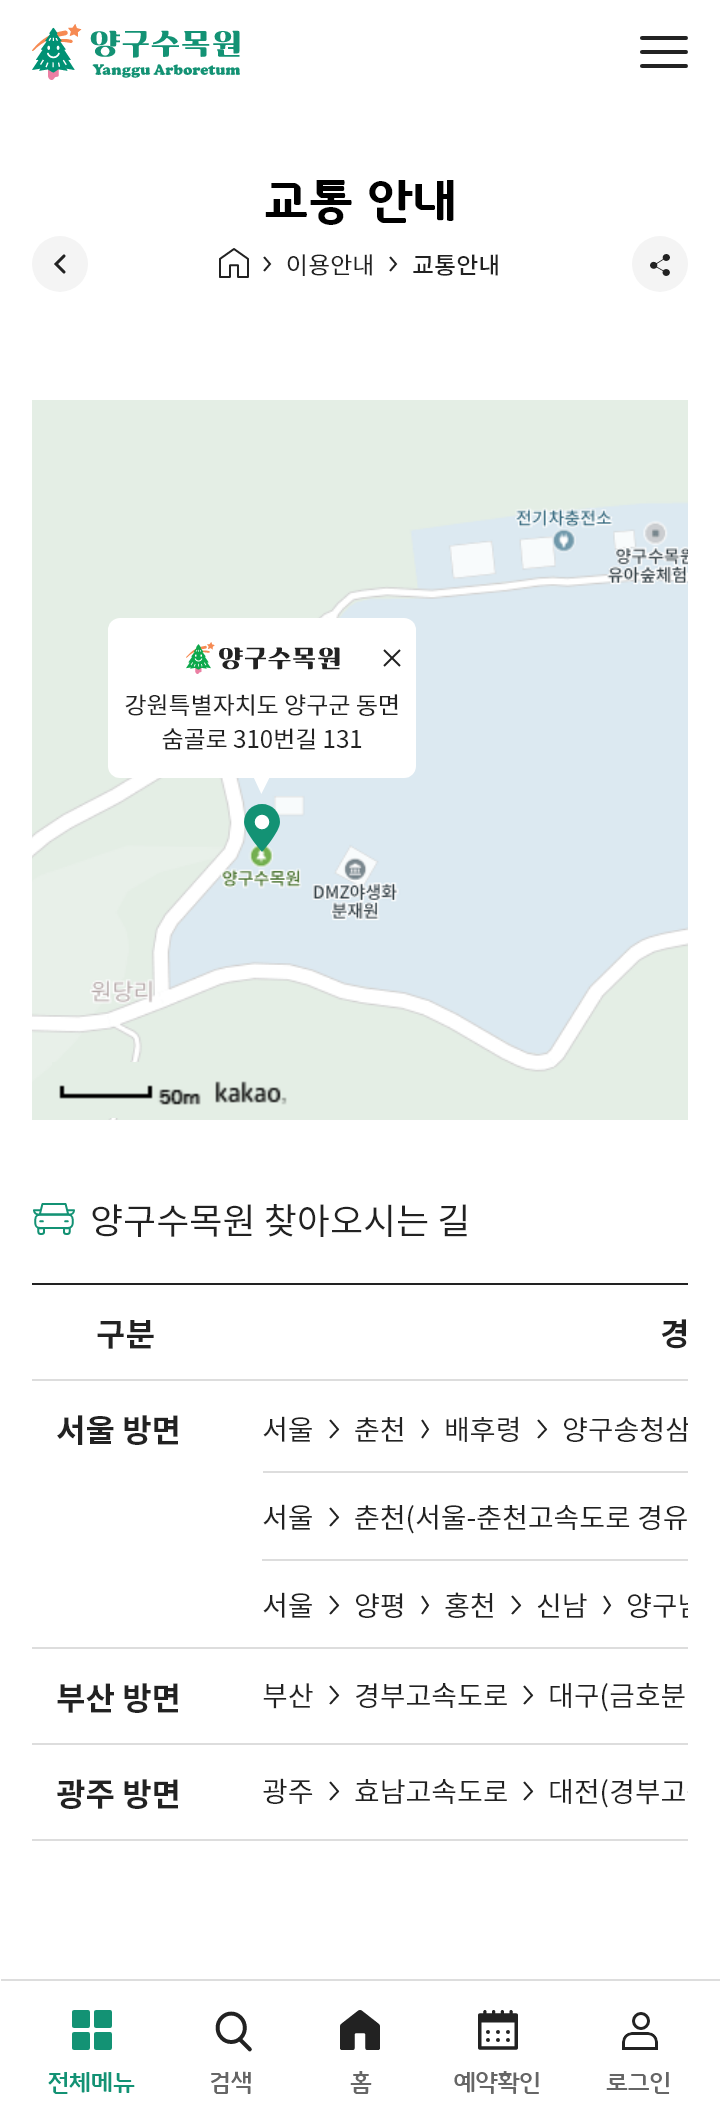 양구수목원
Yanggu Arboretum
교통 안내
이용안내 > 교통안내
전기차충전소
양구수목원
유아숲체험
양구수목원
강원특별자치도 양구군 동면
숨골로 310번길 131
양구수목원
DMZ야생화
분재원
원당리
50m kakao
양구수목원 찾아오시는 길
구분 경
서울 방면 서울 > 춘천 > 배후령 > 양구송청삼
서울 > 춘천(서울-춘천고속도로 경유
서울 > 양평 > 홍천 > 신남 > 양구
부산 방면 부산 > 경부고속도로 > 대구(금호분
광주 방면 광주 > 효남고속도로 > 대전(경부고
전체메뉴 검색 홈 예약확인 로그인